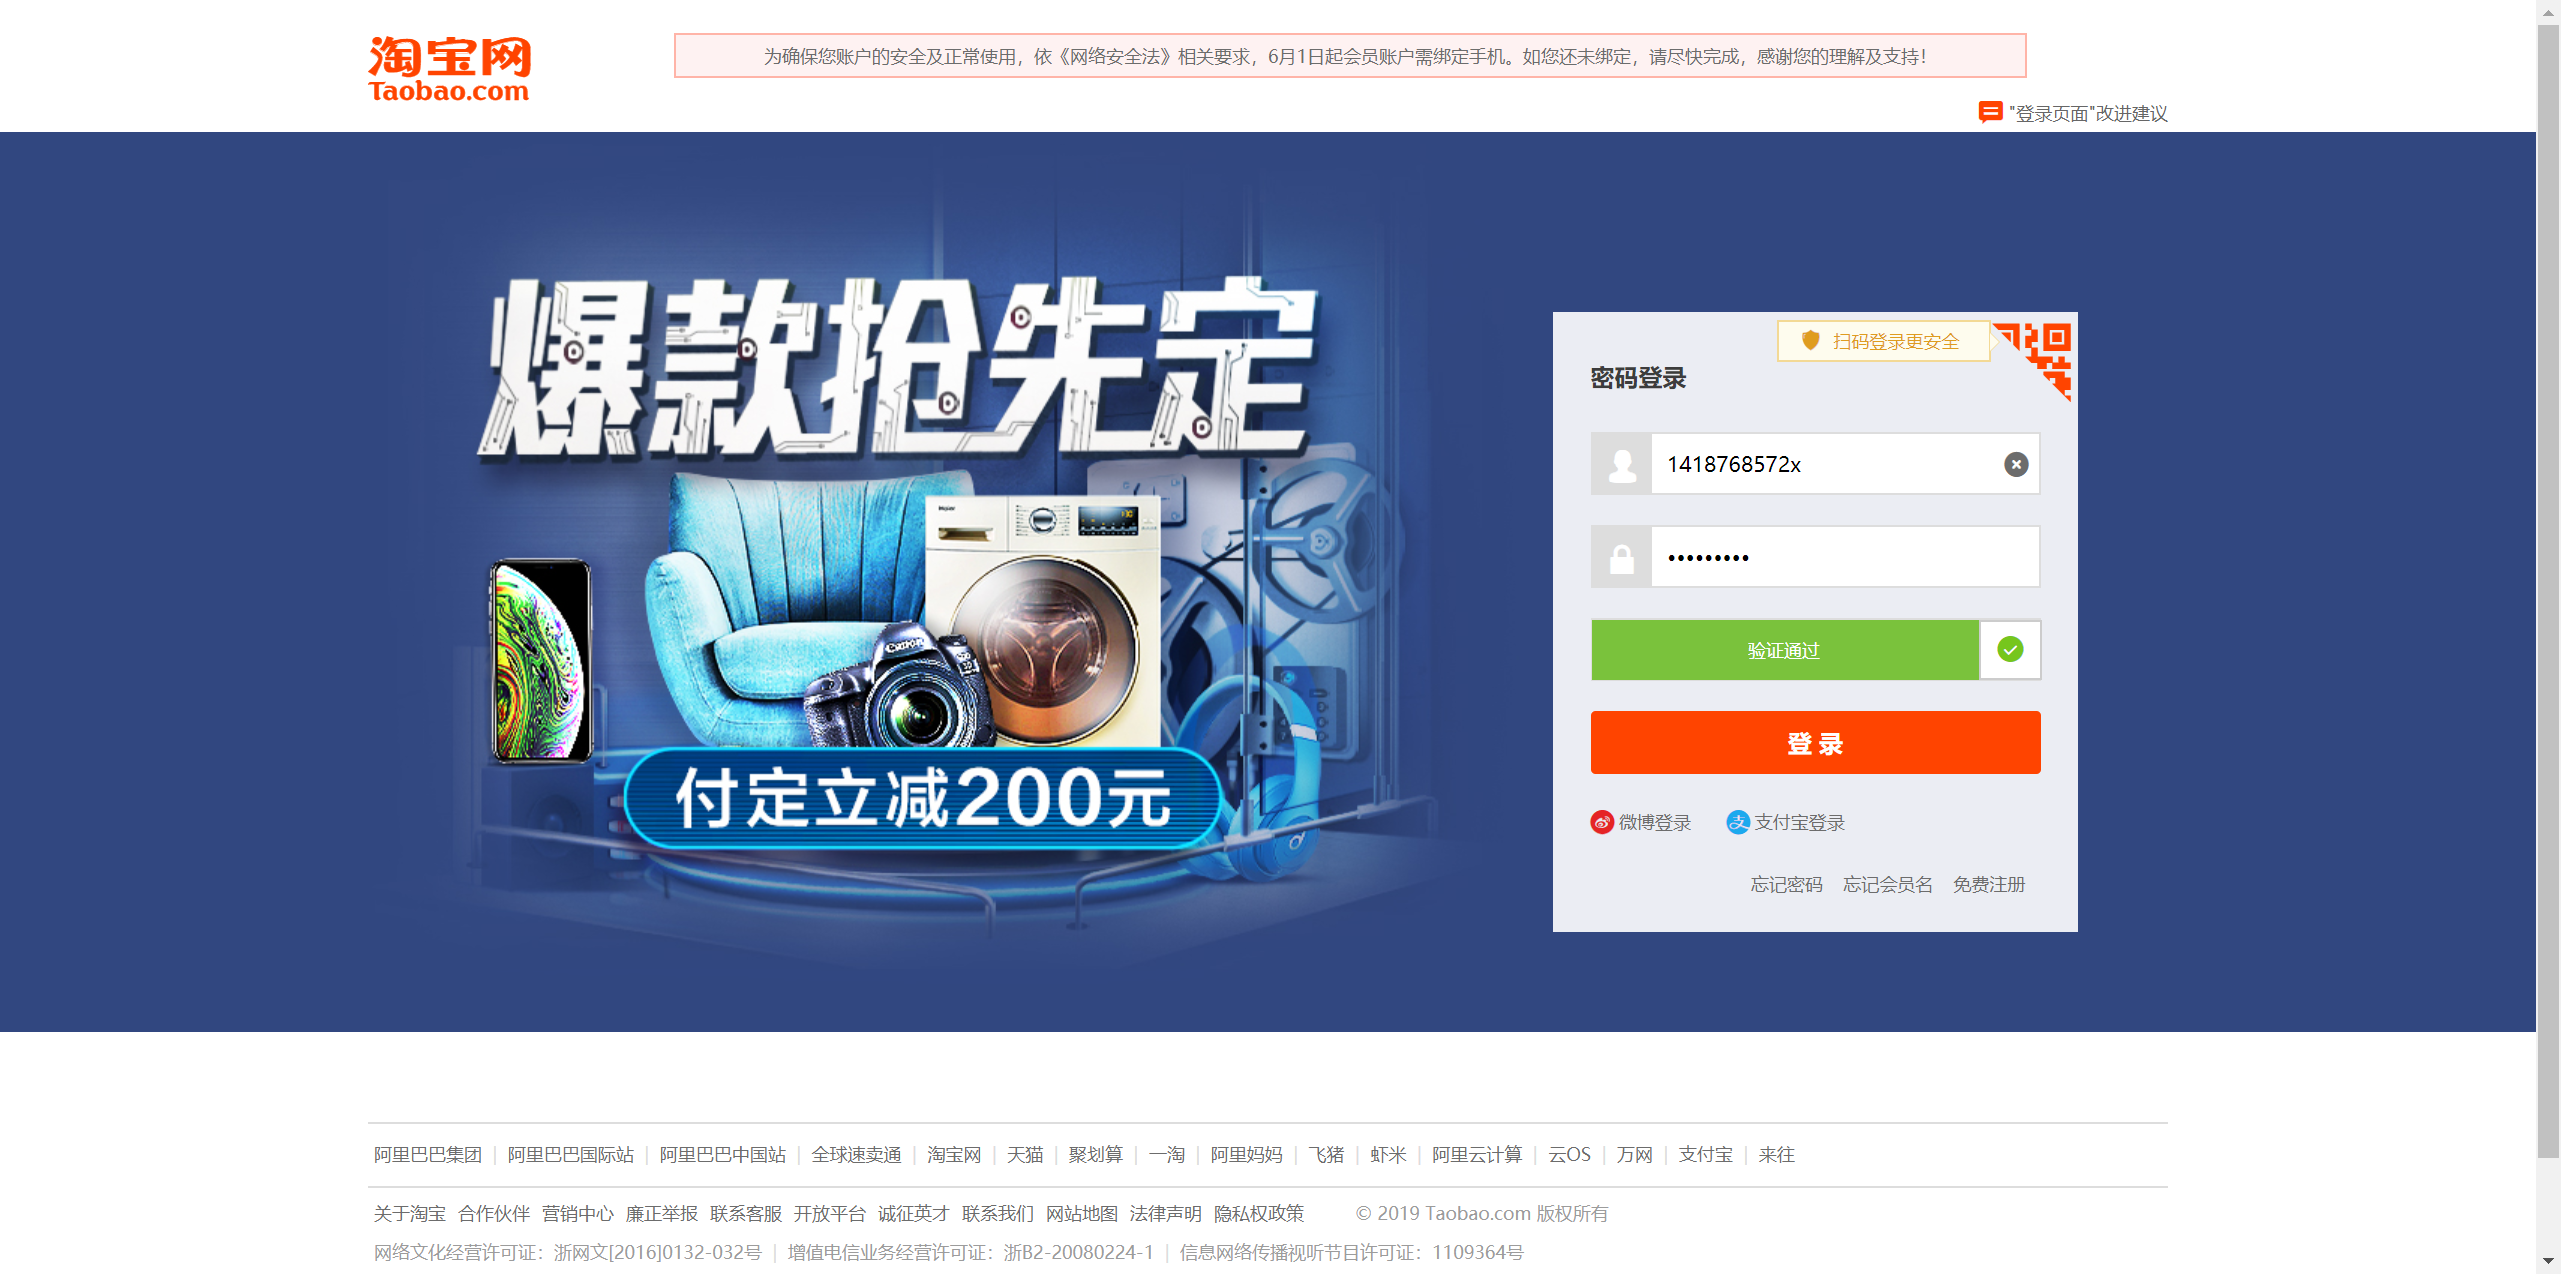 淘宝网
Taobao.com
为确保您账户的安全及正常使用，依《网络安全法》相关要求，6月1日起会员账户需绑定手机。如您还未绑定，请尽快完成，感谢您的理解及支持！
"登录页面"改进建议
爆款抢先定
Haier
Canon
付定立减200元
扫码登录更安全
密码登录
1418768572x
•••••••••
验证通过
登 录
微博登录 支付宝登录
忘记密码 忘记会员名 免费注册
阿里巴巴集团 | 阿里巴巴国际站 | 阿里巴巴中国站 | 全球速卖通 | 淘宝网 | 天猫 | 聚划算 | 一淘 | 阿里妈妈 | 飞猪 | 虾米 | 阿里云计算 | 云OS | 万网 | 支付宝 | 来往
关于淘宝 合作伙伴 营销中心 廉正举报 联系客服 开放平台 诚征英才 联系我们 网站地图 法律声明 隐私权政策 © 2019 Taobao.com 版权所有
网络文化经营许可证：浙网文[2016]0132-032号 | 增值电信业务经营许可证：浙B2-20080224-1 | 信息网络传播视听节目许可证：1109364号